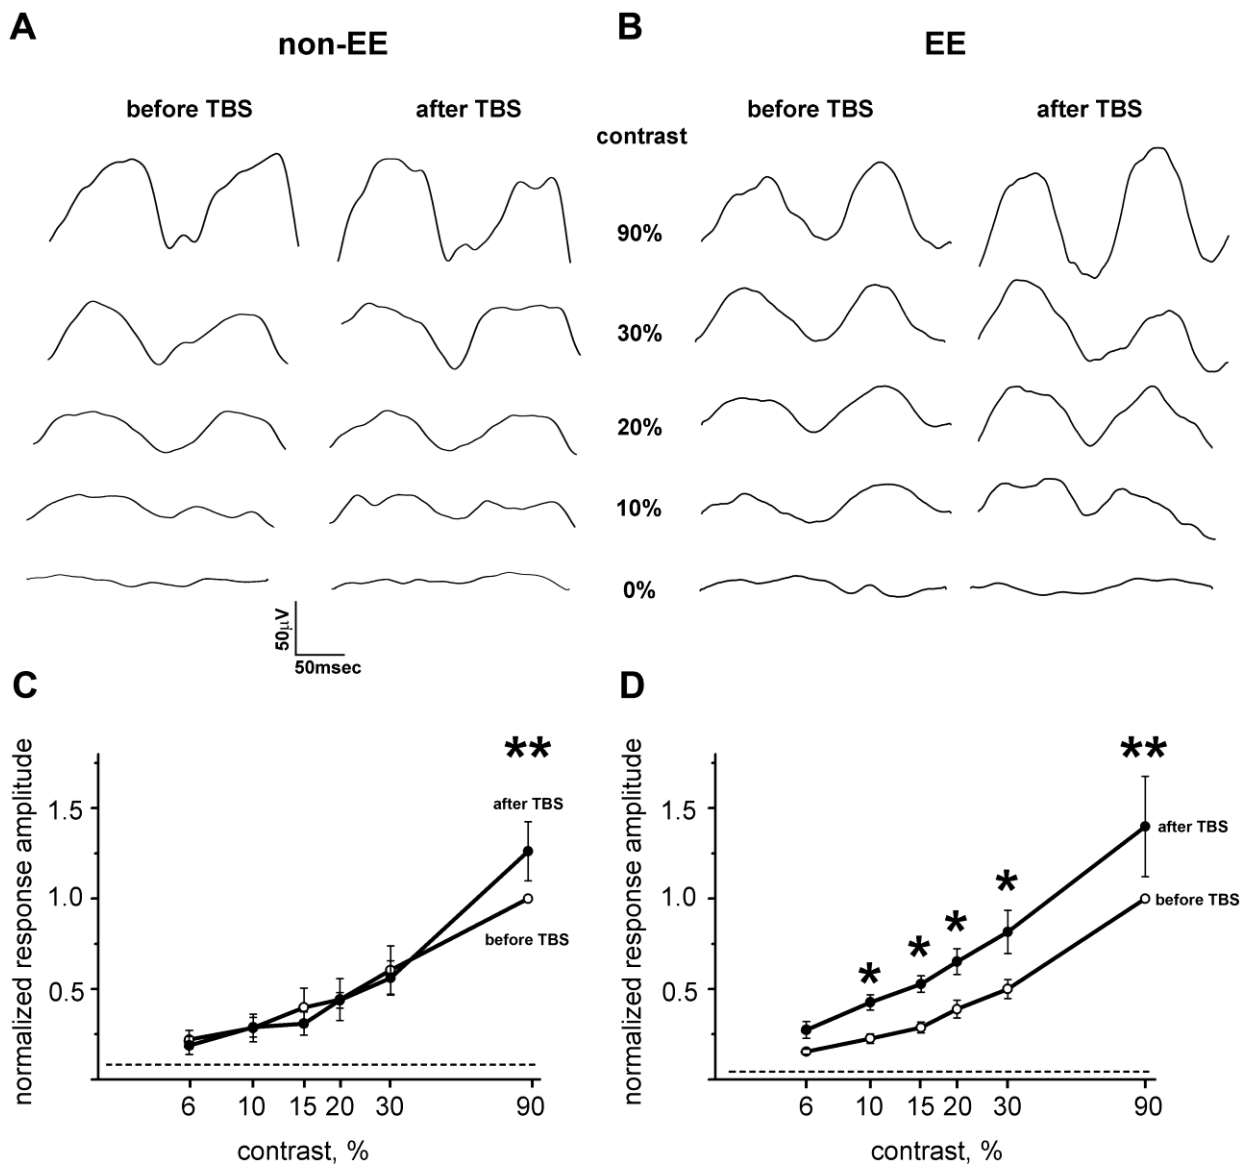 A
non-EE
before TBS
after TBS
B
EE
before TBS
after TBS
contrast
90%
30%
20%
10%
0%
50μV
50msec
C
normalized response amplitude
1.5
1.0
0.5
**
after TBS
before TBS
6
10
15
20
30
90
contrast, %
D
normalized response amplitude
1.5
1.0
0.5
*
*
*
*
**
after TBS
before TBS
6
10
15
20
30
90
contrast, %